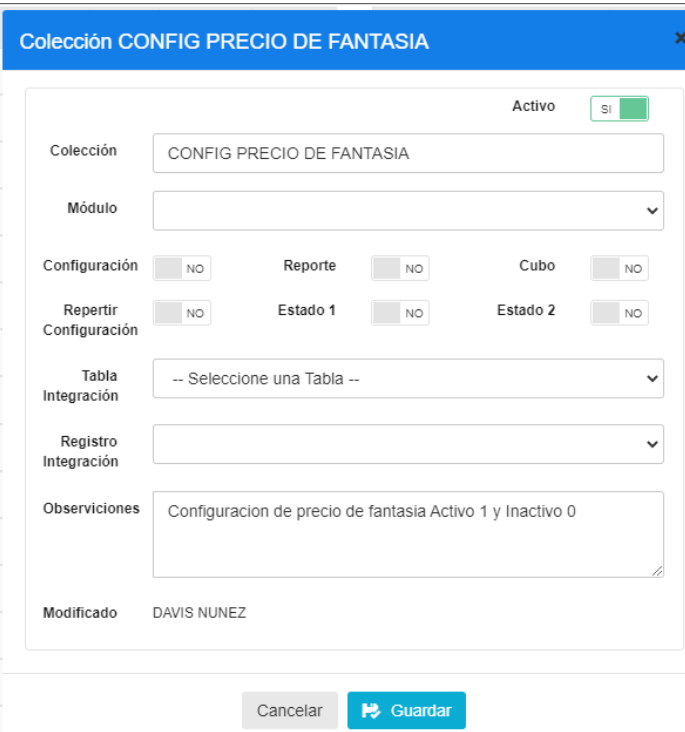 Colección CONFIG PRECIO DE FANTASIA
×
Activo SI
Colección CONFIG PRECIO DE FANTASIA
Módulo
Configuración NO Reporte NO Cubo NO
Repertir
Configuración NO Estado 1 NO Estado 2 NO
Tabla
Integración -- Seleccione una Tabla --
Registro
Integración
Observiciones Configuracion de precio de fantasia Activo 1 y Inactivo 0
Modificado DAVIS NUNEZ
Cancelar Guardar